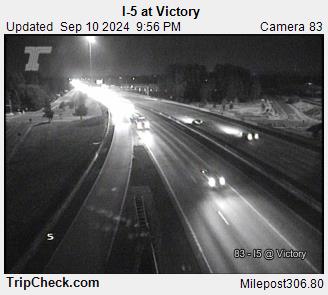 I-5 at Victory
Updated  Sep 10 2024  9:56 PM    Camera 83
T
S
83 - I5 @ Victory
TripCheck.com    Milepost306.80